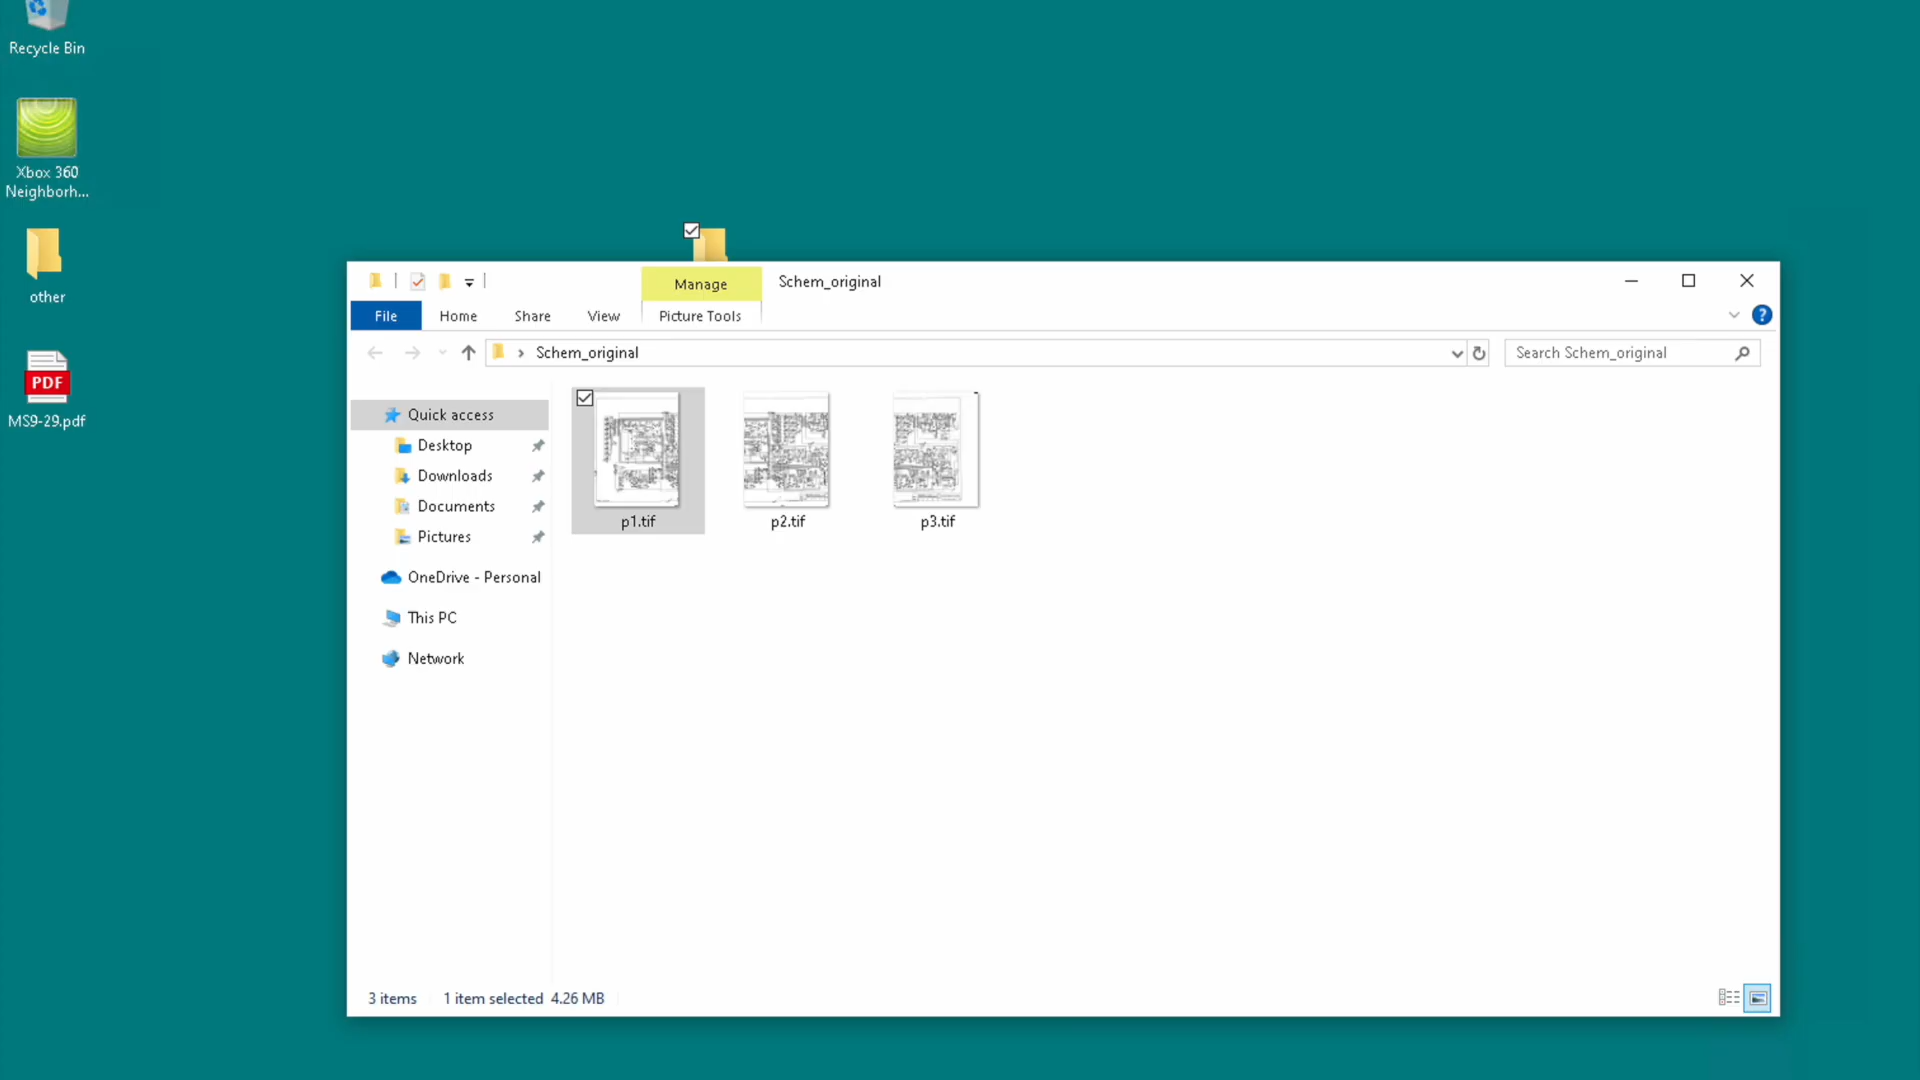 Recycle Bin
Xbox 360
Neighborh...
other
PDF
MS9-29.pdf
Manage
Schem_original
File
Home
Share
View
Picture Tools
?
Schem_original
Search Schem_original
Quick access
Desktop
Downloads
Documents
Pictures
OneDrive - Personal
This PC
Network
p1.tif
p2.tif
p3.tif
3 items
1 item selected 4.26 MB